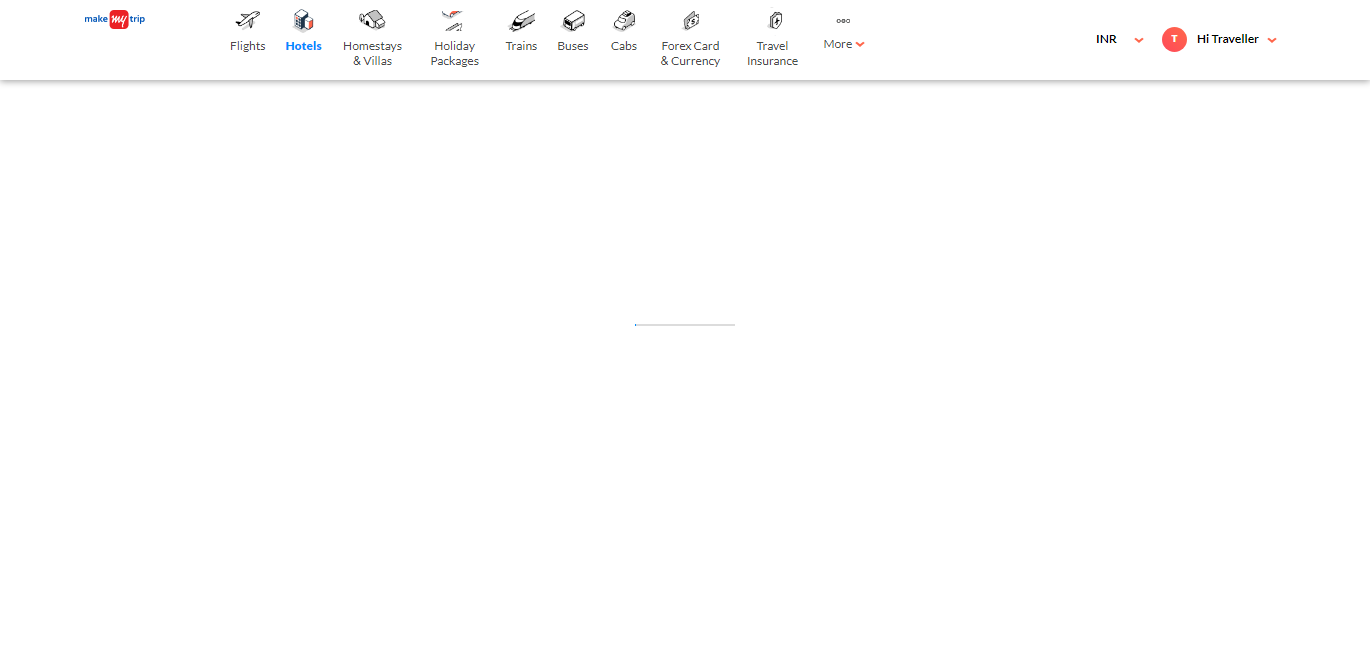 make my trip
Flights
Hotels
Homestays
& Villas
Holiday
Packages
Trains
Buses
Cabs
Forex Card
& Currency
Travel
Insurance
More
INR
T
Hi Traveller